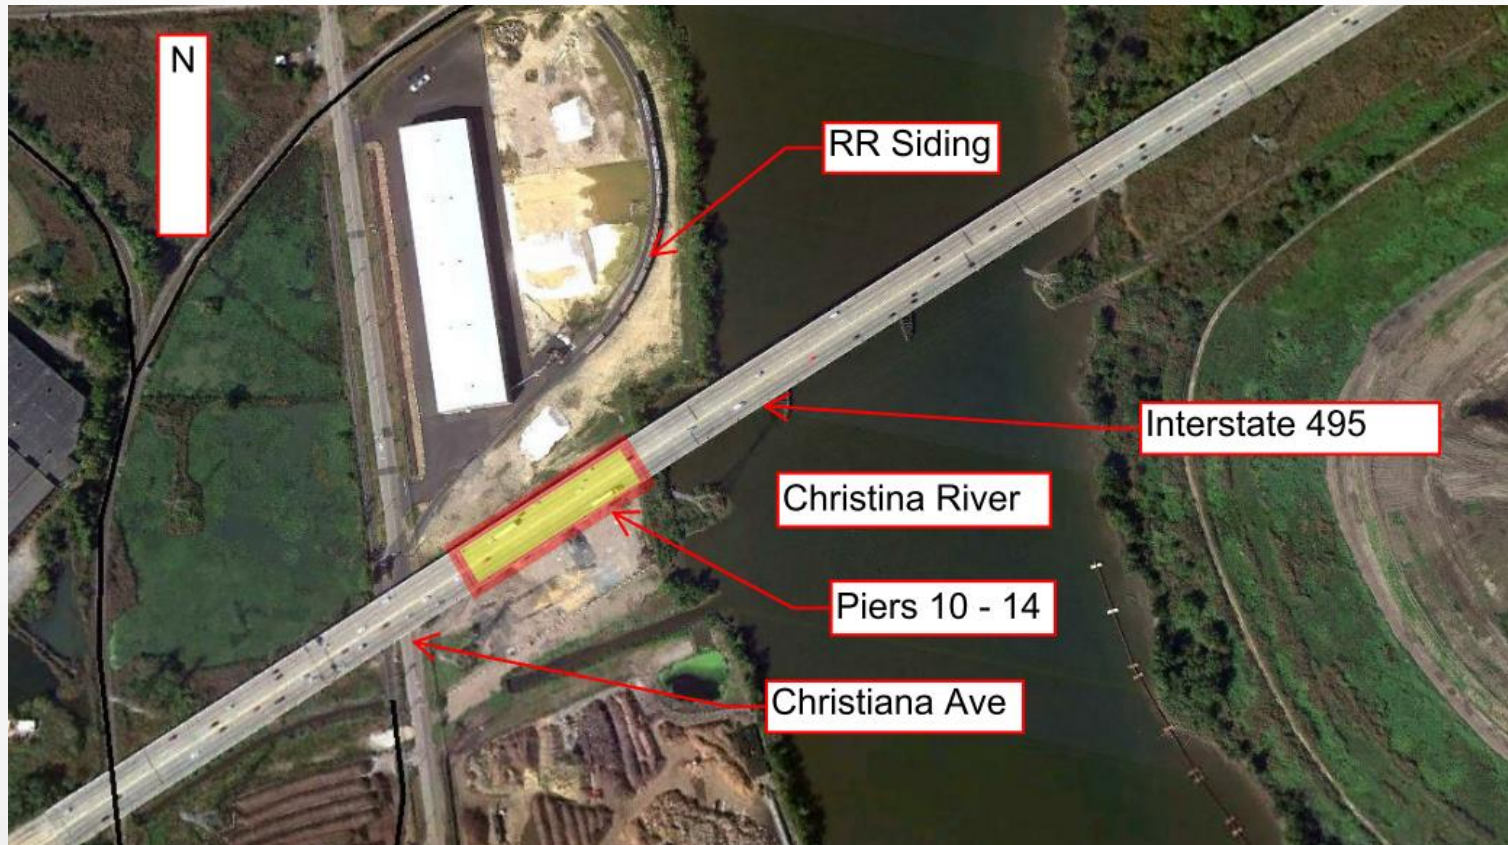 N
RR Siding
Interstate 495
Christina River
Piers 10 - 14
Christiana Ave